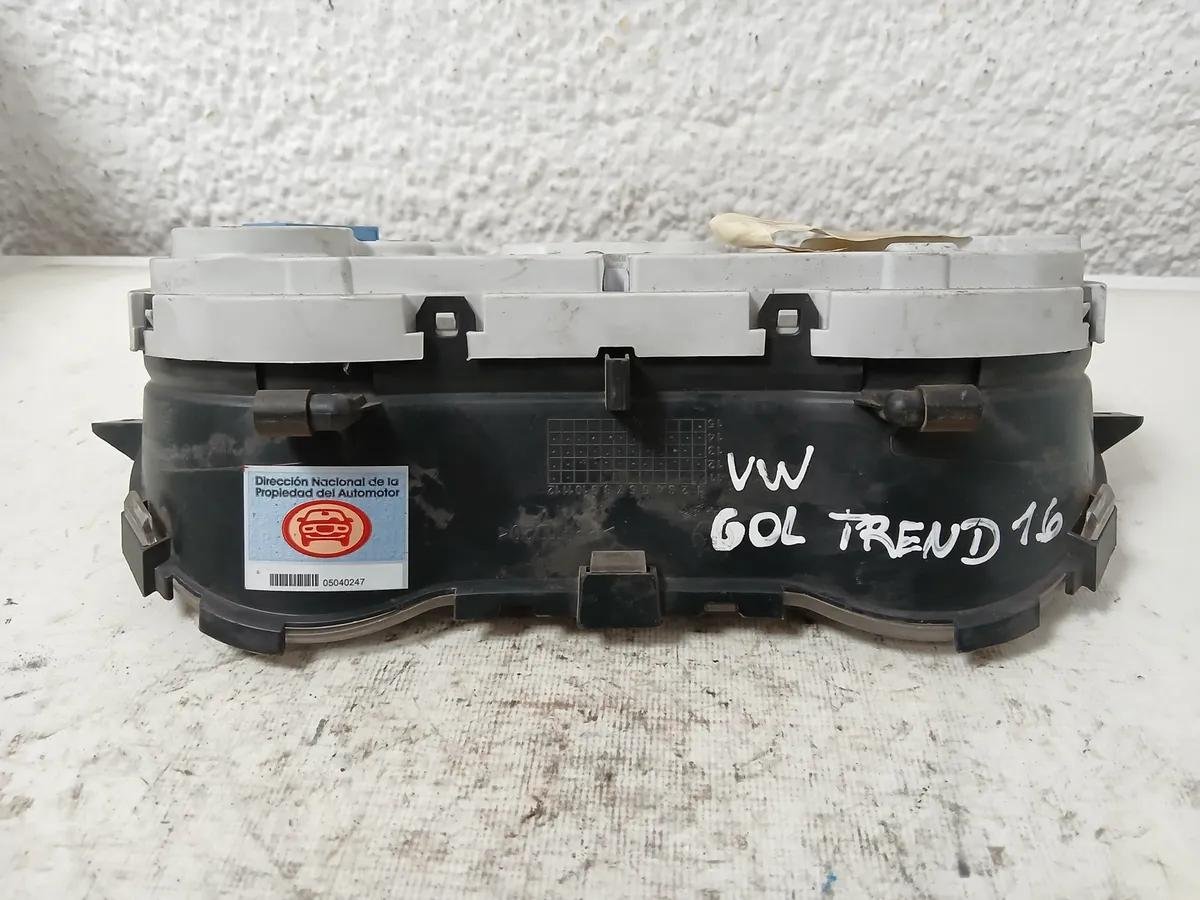 VW
GOL TREND 1.6
Dirección Nacional de la
Propiedad del Automotor
05040247